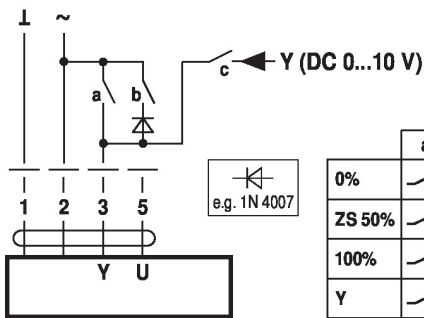 ⊥ ~
a b c Y (DC 0...10 V)
1 2 3 5
Y U
e.g. 1N 4007
0%
ZS 50%
100%
Y